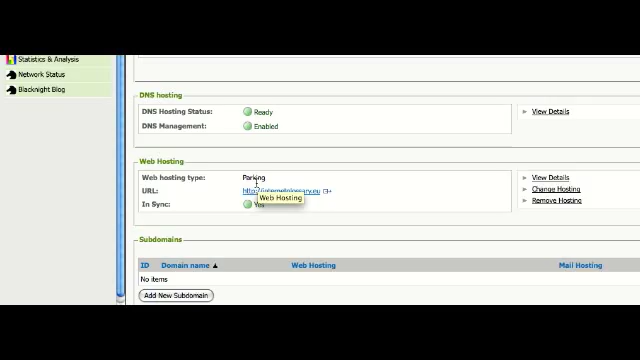 Statistics & Analysis
Network Status
Blacknight Blog
DNS hosting
DNS Hosting Status: Ready
DNS Management: Enabled
View Details
Web Hosting
Web hosting type: Parking
URL:
In Sync: Yes
Web Hosting
View Details
Change Hosting
Remove Hosting
Subdomains
ID Domain name Web Hosting Mail Hosting
No items
Add New Subdomain